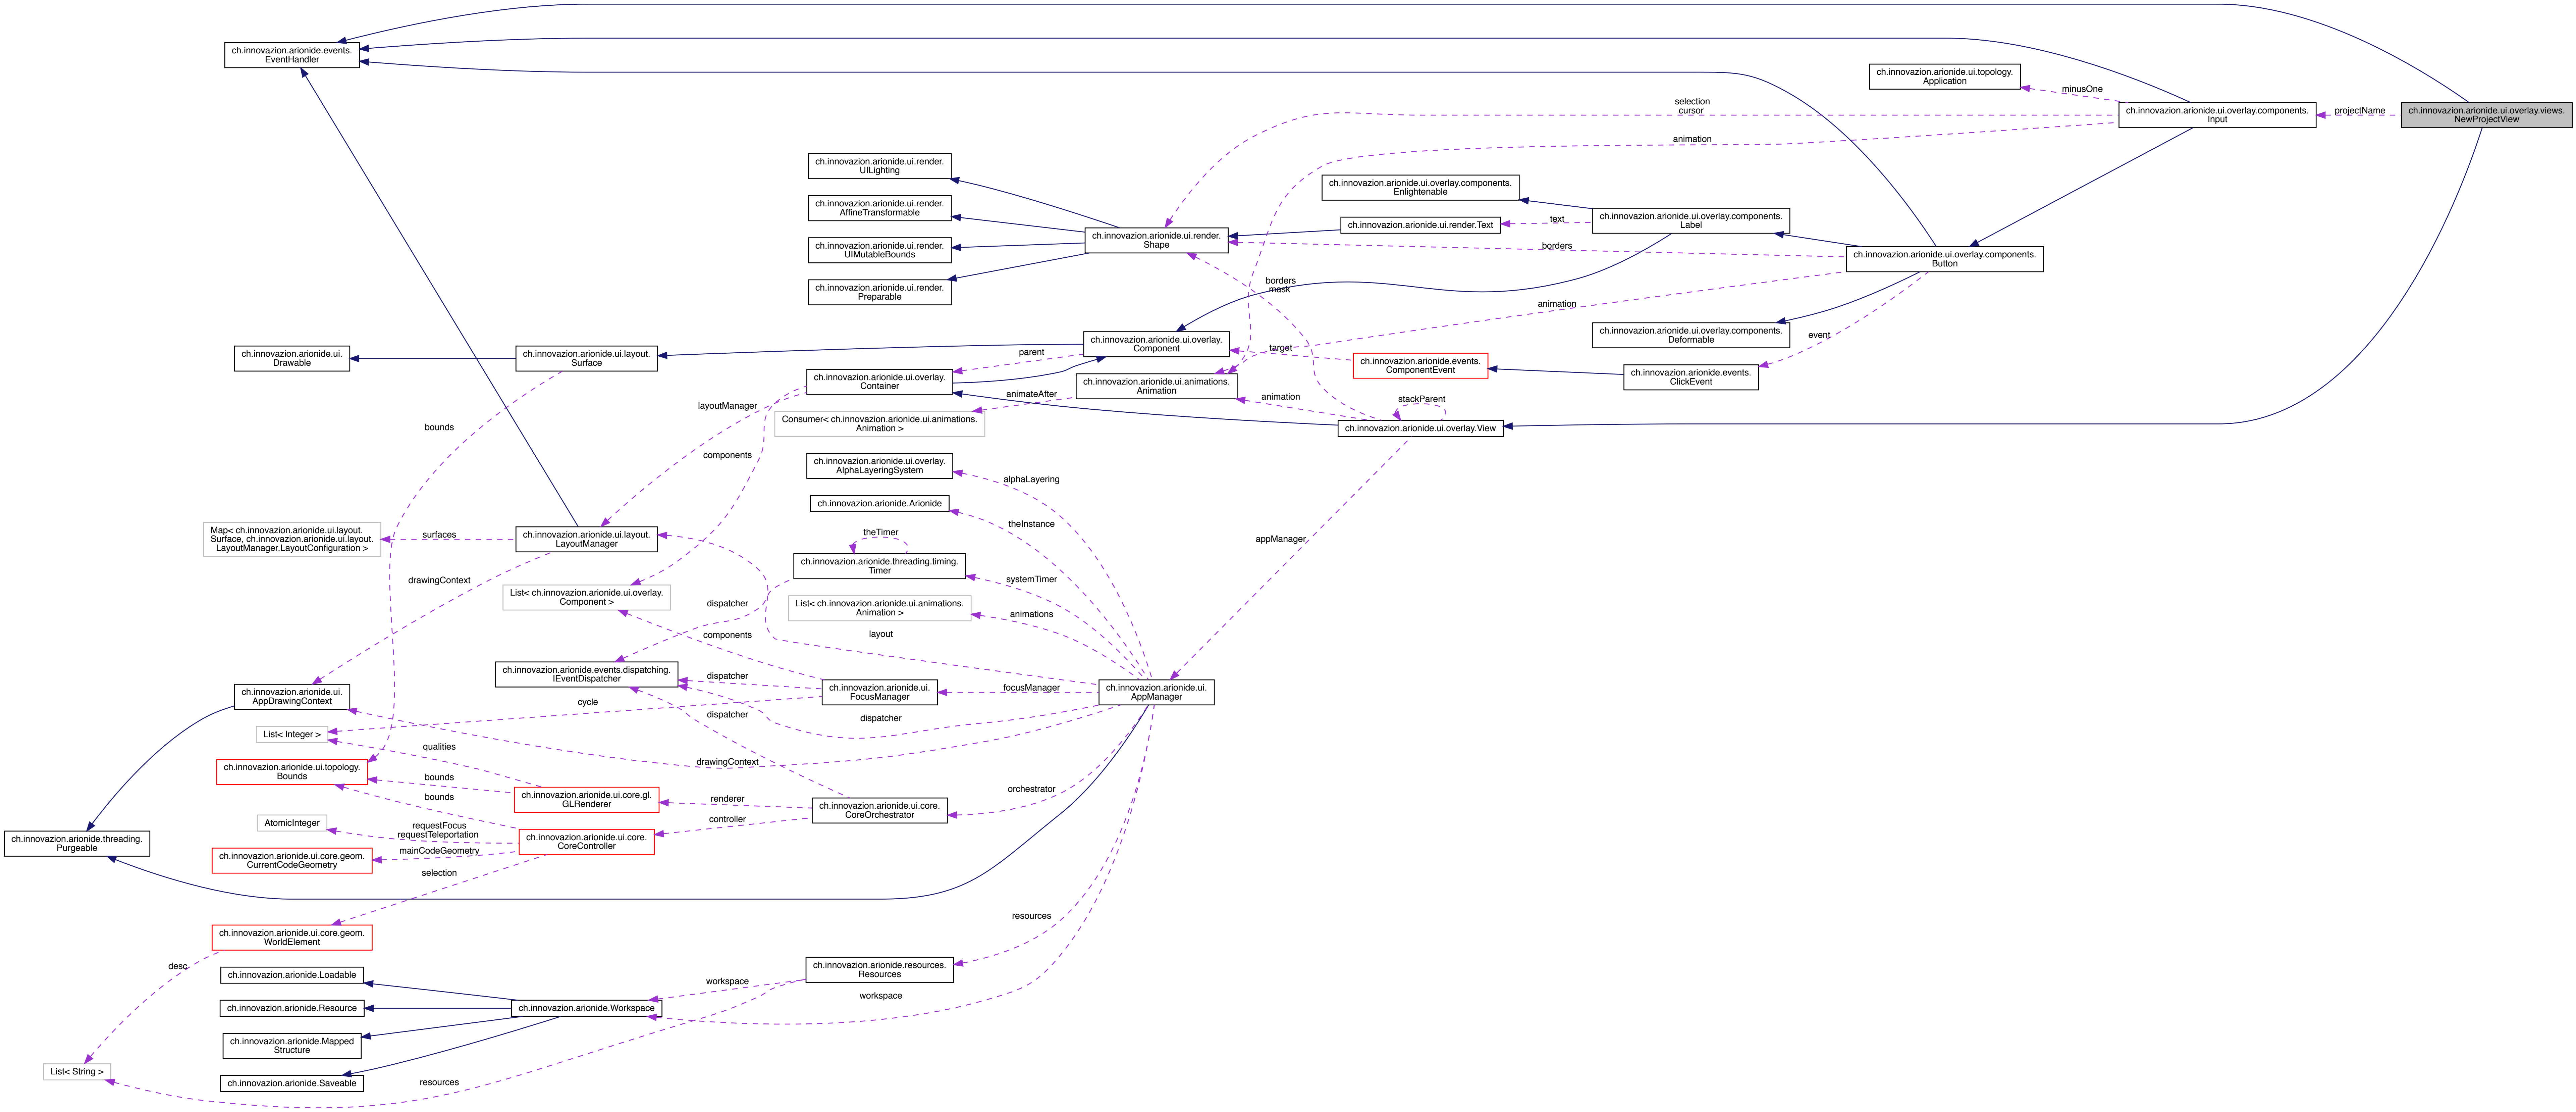 ch.innovazion.arionide.events.
EventHandler
ch.innovazion.arionide.ui.topology.
Application
minusOne
selection
cursor
ch.innovazion.arionide.ui.overlay.components.
Input
projectName
ch.innovazion.arionide.ui.overlay.views.
NewProjectView
animation
ch.innovazion.arionide.ui.render.
UILighting
ch.innovazion.arionide.ui.overlay.components.
Enlightenable
ch.innovazion.arionide.ui.render.
AffineTransformable
ch.innovazion.arionide.ui.render.
Shape
ch.innovazion.arionide.ui.render.Text
text
ch.innovazion.arionide.ui.overlay.components.
Label
ch.innovazion.arionide.ui.render.
UIMutableBounds
borders
ch.innovazion.arionide.ui.overlay.components.
Button
ch.innovazion.arionide.ui.render.
Preparable
borders
mask
animation
ch.innovazion.arionide.ui.overlay.components.
Deformable
event
ch.innovazion.arionide.ui.
Drawable
ch.innovazion.arionide.ui.layout.
Surface
ch.innovazion.arionide.ui.overlay.
Component
parent
target
ch.innovazion.arionide.events.
ComponentEvent
ch.innovazion.arionide.events.
ClickEvent
ch.innovazion.arionide.ui.overlay.
Container
ch.innovazion.arionide.ui.animations.
Animation
layoutManager
animateAfter
animation
stackParent
Consumer< ch.innovazion.arionide.ui.animations.
Animation >
ch.innovazion.arionide.ui.overlay.View
bounds
components
ch.innovazion.arionide.ui.overlay.
AlphaLayeringSystem
alphaLayering
ch.innovazion.arionide.Arionide
theInstance
Map< ch.innovazion.arionide.ui.layout.
Surface, ch.innovazion.arionide.ui.layout.
LayoutManager.LayoutConfiguration >
surfaces
ch.innovazion.arionide.ui.layout.
LayoutManager
theTimer
appManager
ch.innovazion.arionide.threading.timing.
Timer
drawingContext
systemTimer
List< ch.innovazion.arionide.ui.overlay.
Component >
dispatcher
List< ch.innovazion.arionide.ui.animations.
Animation >
animations
components
layout
ch.innovazion.arionide.events.dispatching.
IEventDispatcher
dispatcher
ch.innovazion.arionide.ui.
FocusManager
focusManager
ch.innovazion.arionide.ui.
AppManager
ch.innovazion.arionide.ui.
AppDrawingContext
cycle
dispatcher
dispatcher
List< Integer >
qualities
drawingContext
ch.innovazion.arionide.ui.topology.
Bounds
bounds
bounds
ch.innovazion.arionide.ui.core.gl.
GLRenderer
renderer
orchestrator
ch.innovazion.arionide.ui.core.
CoreOrchestrator
AtomicInteger
requestFocus
requestTeleportation
controller
ch.innovazion.arionide.ui.core.
CoreController
ch.innovazion.arionide.threading.
Purgeable
mainCodeGeometry
ch.innovazion.arionide.ui.core.geom.
CurrentCodeGeometry
selection
resources
ch.innovazion.arionide.ui.core.geom.
WorldElement
desc
ch.innovazion.arionide.Loadable
ch.innovazion.arionide.resources.
Resources
workspace
workspace
ch.innovazion.arionide.Resource
ch.innovazion.arionide.Workspace
ch.innovazion.arionide.Mapped
Structure
List< String >
ch.innovazion.arionide.Saveable
resources